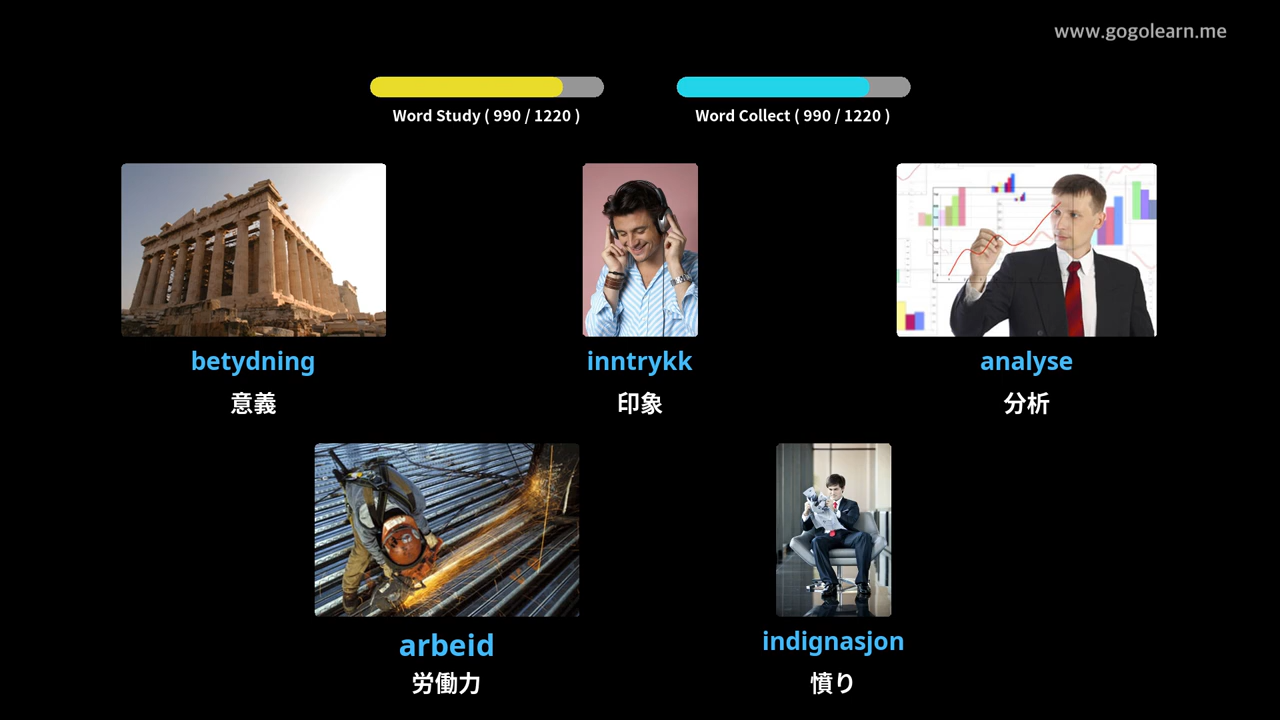 www.gogolearn.me
Word Study ( 990 / 1220 )
Word Collect ( 990 / 1220 )
betydning
意義
inntrykk
印象
analyse
分析
arbeid
労働力
indignasjon
憤り